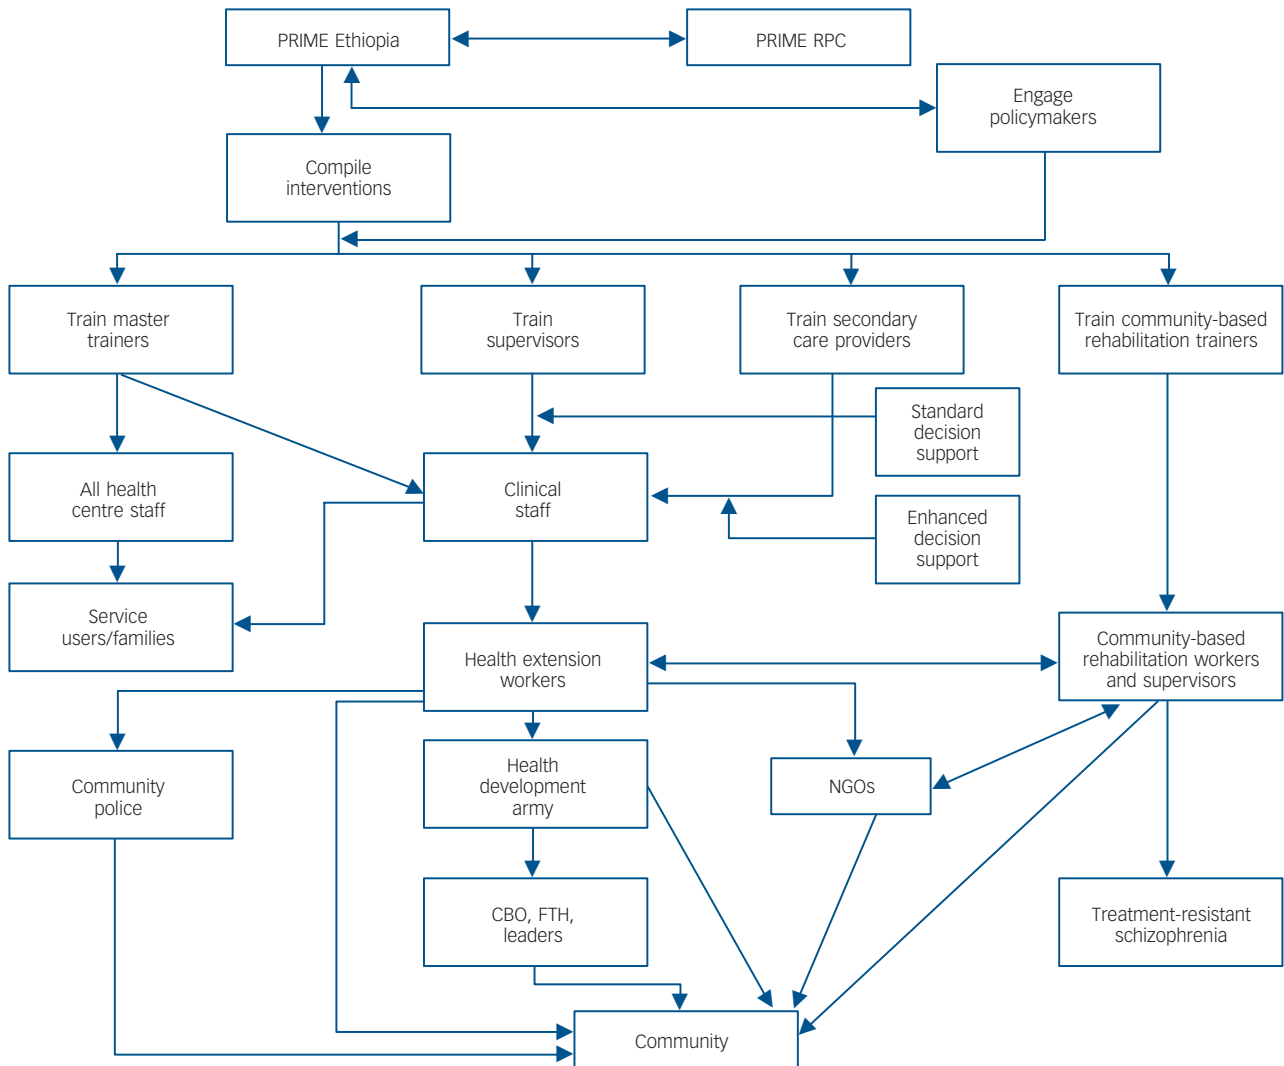 PRIME Ethiopia
PRIME RPC
Engage
policymakers
Compile
interventions
Train master
trainers
Train
supervisors
Train secondary
care providers
Train community-based
rehabilitation trainers
Standard
decision
support
All health
centre staff
Clinical
staff
Enhanced
decision
support
Service
users/families
Health extension
workers
Community-based
rehabilitation workers
and supervisors
Community
police
Health
development
army
NGOs
CBO, FTH,
leaders
Treatment-resistant
schizophrenia
Community